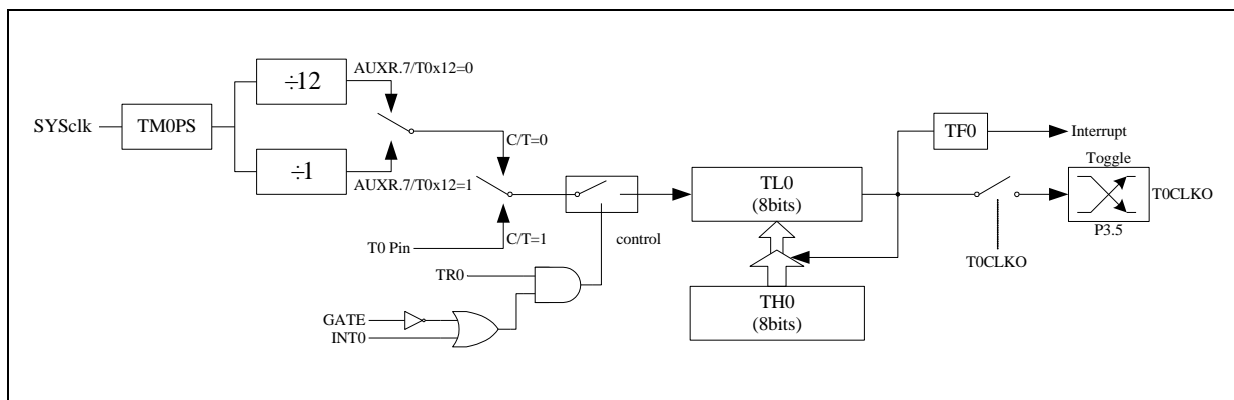 AUXR.7/T0x12=0
÷12
SYSclk
TM0PS
C/T=0
÷1
AUXR.7/T0x12=1
T0 Pin
C/T=1
control
TR0
GATE
INT0
TL0
(8bits)
TH0
(8bits)
TF0
Interrupt
Toggle
T0CLKO
P3.5
T0CLKO